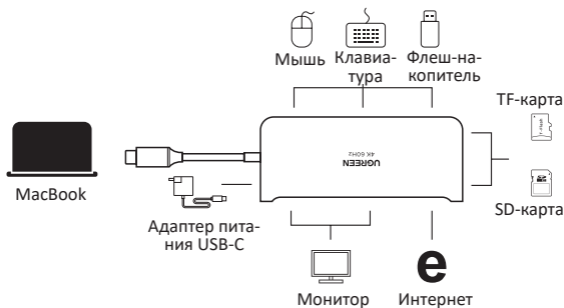 Мышь
Клавиа-
тура
Флеш-на-
копитель
TF-карта
UGREEN
4K 60Hz
MacBook
SD-карта
Адаптер пита-
ния USB-C
Монитор
e
Интернет